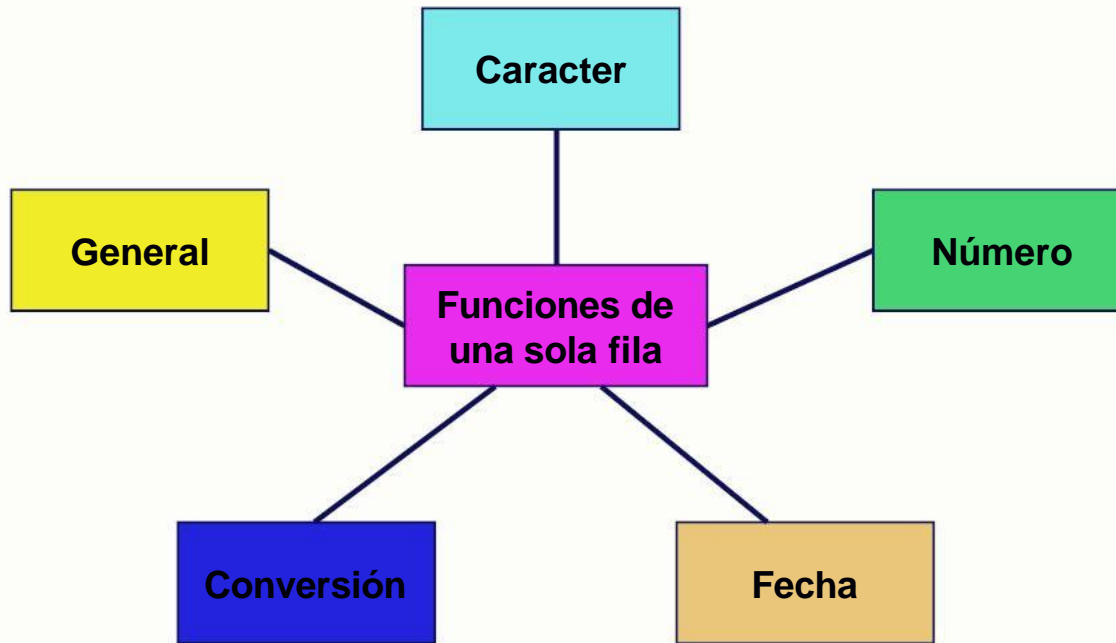 Caracter
General
Número
Funciones de
una sola fila
Conversión
Fecha